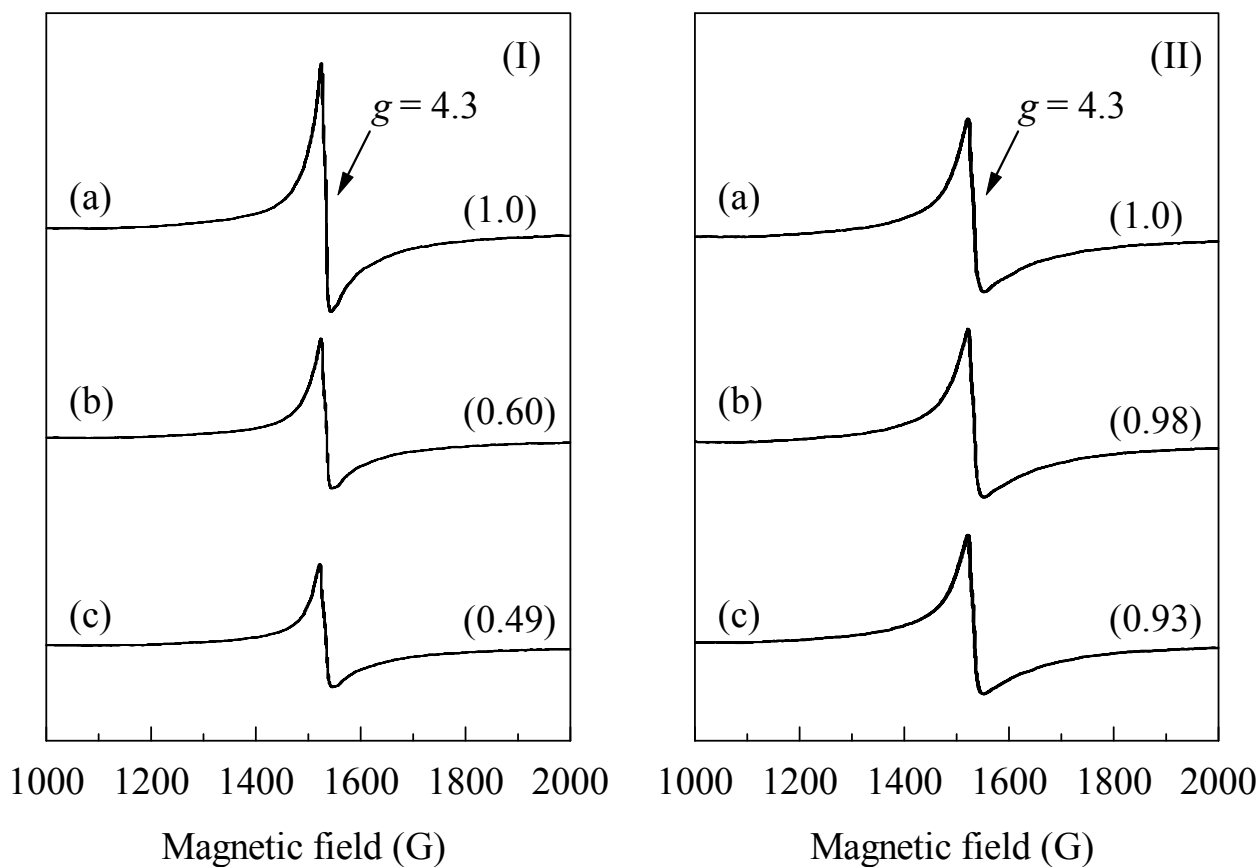 (I)
g = 4.3
(a)
(1.0)
(b)
(0.60)
(c)
(0.49)
1000 1200 1400 1600 1800 2000
Magnetic field (G)
(II)
g = 4.3
(a)
(1.0)
(b)
(0.98)
(c)
(0.93)
1000 1200 1400 1600 1800 2000
Magnetic field (G)